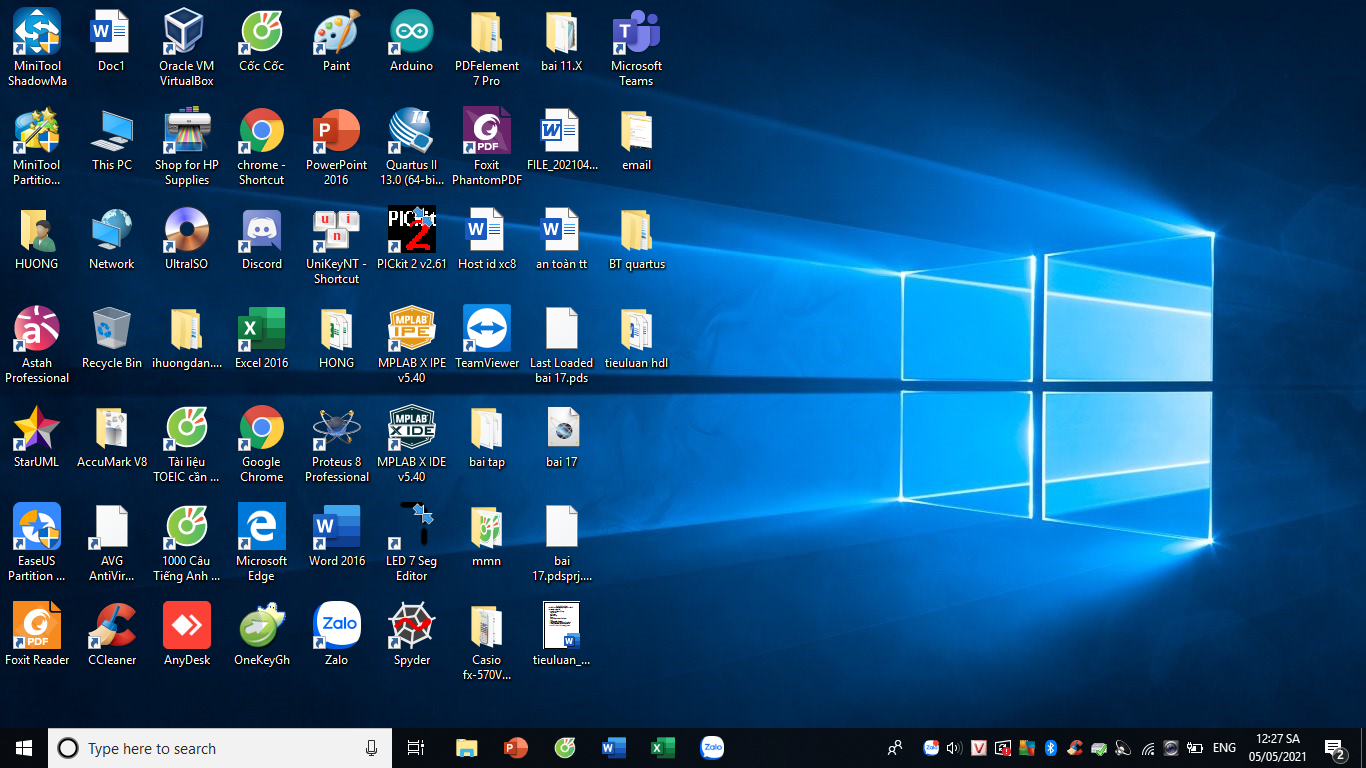 MiniTool
ShadowMa
Doc1
Oracle VM
VirtualBox
Cốc Cốc
Paint
Arduino
PDFelement
7 Pro
bai 11.X
Microsoft
Teams
MiniTool
Partitio...
This PC
Shop for HP
Supplies
chrome -
Shortcut
PowerPoint
2016
Quartus II
13.0 (64-bi...
Foxit
PhantomPDF
FILE_202104...
email
HUONG
Network
UltraISO
Discord
UniKeyNT -
Shortcut
PICkit 2 v2.61
Host id xc8
an toàn tt
BT quartus
Astah
Professional
Recycle Bin
ihuongdan....
Excel 2016
HONG
MPLAB X IPE
v5.40
TeamViewer
Last Loaded
bai 17.pds
tieuluan hdl
StarUML
AccuMark V8
Tài liệu
TOEIC cần ...
Google
Chrome
Proteus 8
Professional
MPLAB X IDE
v5.40
bai tap
bai 17
EaseUS
Partition ...
AVG
AntiVir...
1000 Câu
Tiếng Anh ...
Microsoft
Edge
Word 2016
LED 7 Seg
Editor
mmn
bai
17.pdsprj....
Foxit Reader
CCleaner
AnyDesk
OneKeyGh
Zalo
Spyder
Casio
fx-570V...
tieuluan_...
Type here to search
ENG
12:27 SA
05/05/2021
2